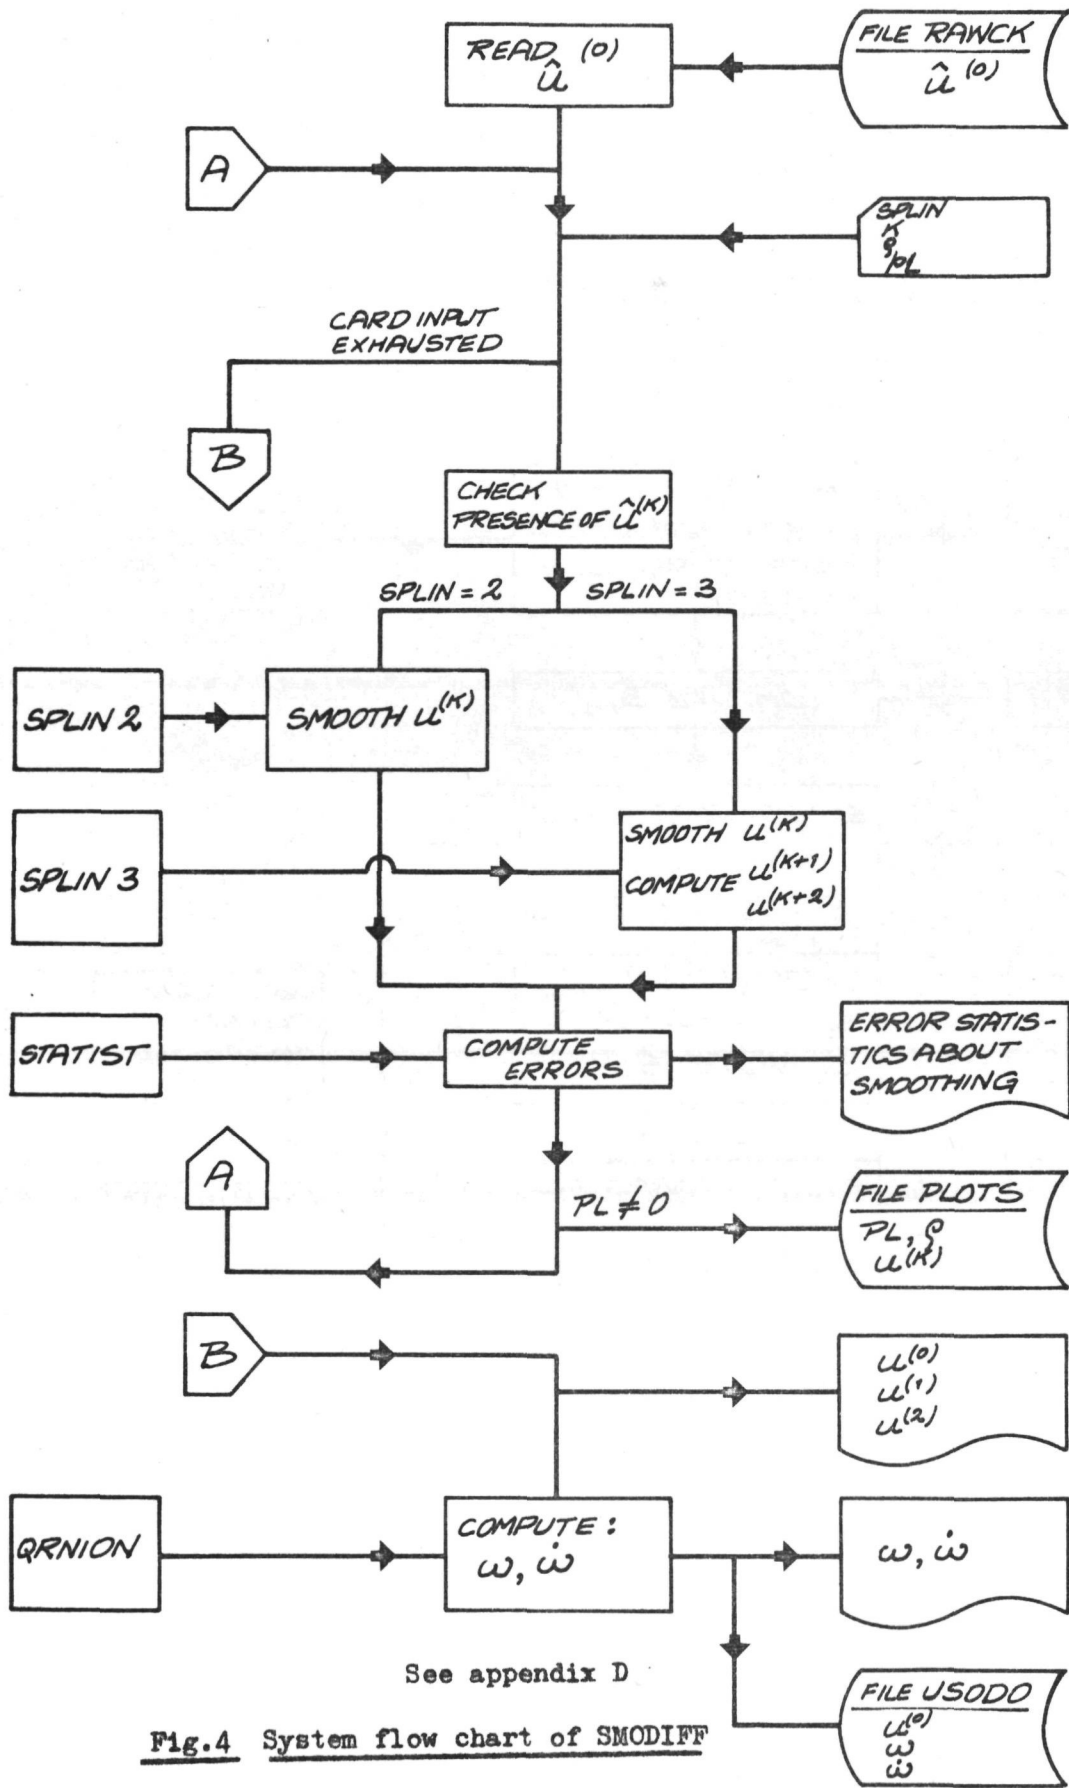 READ û^(0)
FILE RAWCK
û^(0)
A
SPLIN
K
ρ
PL
CARD INPUT
EXHAUSTED
B
CHECK
PRESENCE OF û^(K)
SPLIN = 2
SPLIN = 3
SPLIN 2
SMOOTH u^(K)
SPLIN 3
SMOOTH u^(K)
COMPUTE u^(K+1)
u^(K+2)
STATIST
COMPUTE
ERRORS
ERROR STATIS-
TICS ABOUT
SMOOTHING
A
PL ≠ 0
FILE PLOTS
PL, ρ
u^(K)
B
u^(0)
u^(1)
u^(2)
QRNION
COMPUTE :
ω, ω̇
ω, ω̇
See appendix D
FILE USODO
u^(0)
ω
ω̇
Fig.4 System flow chart of SMODIFF